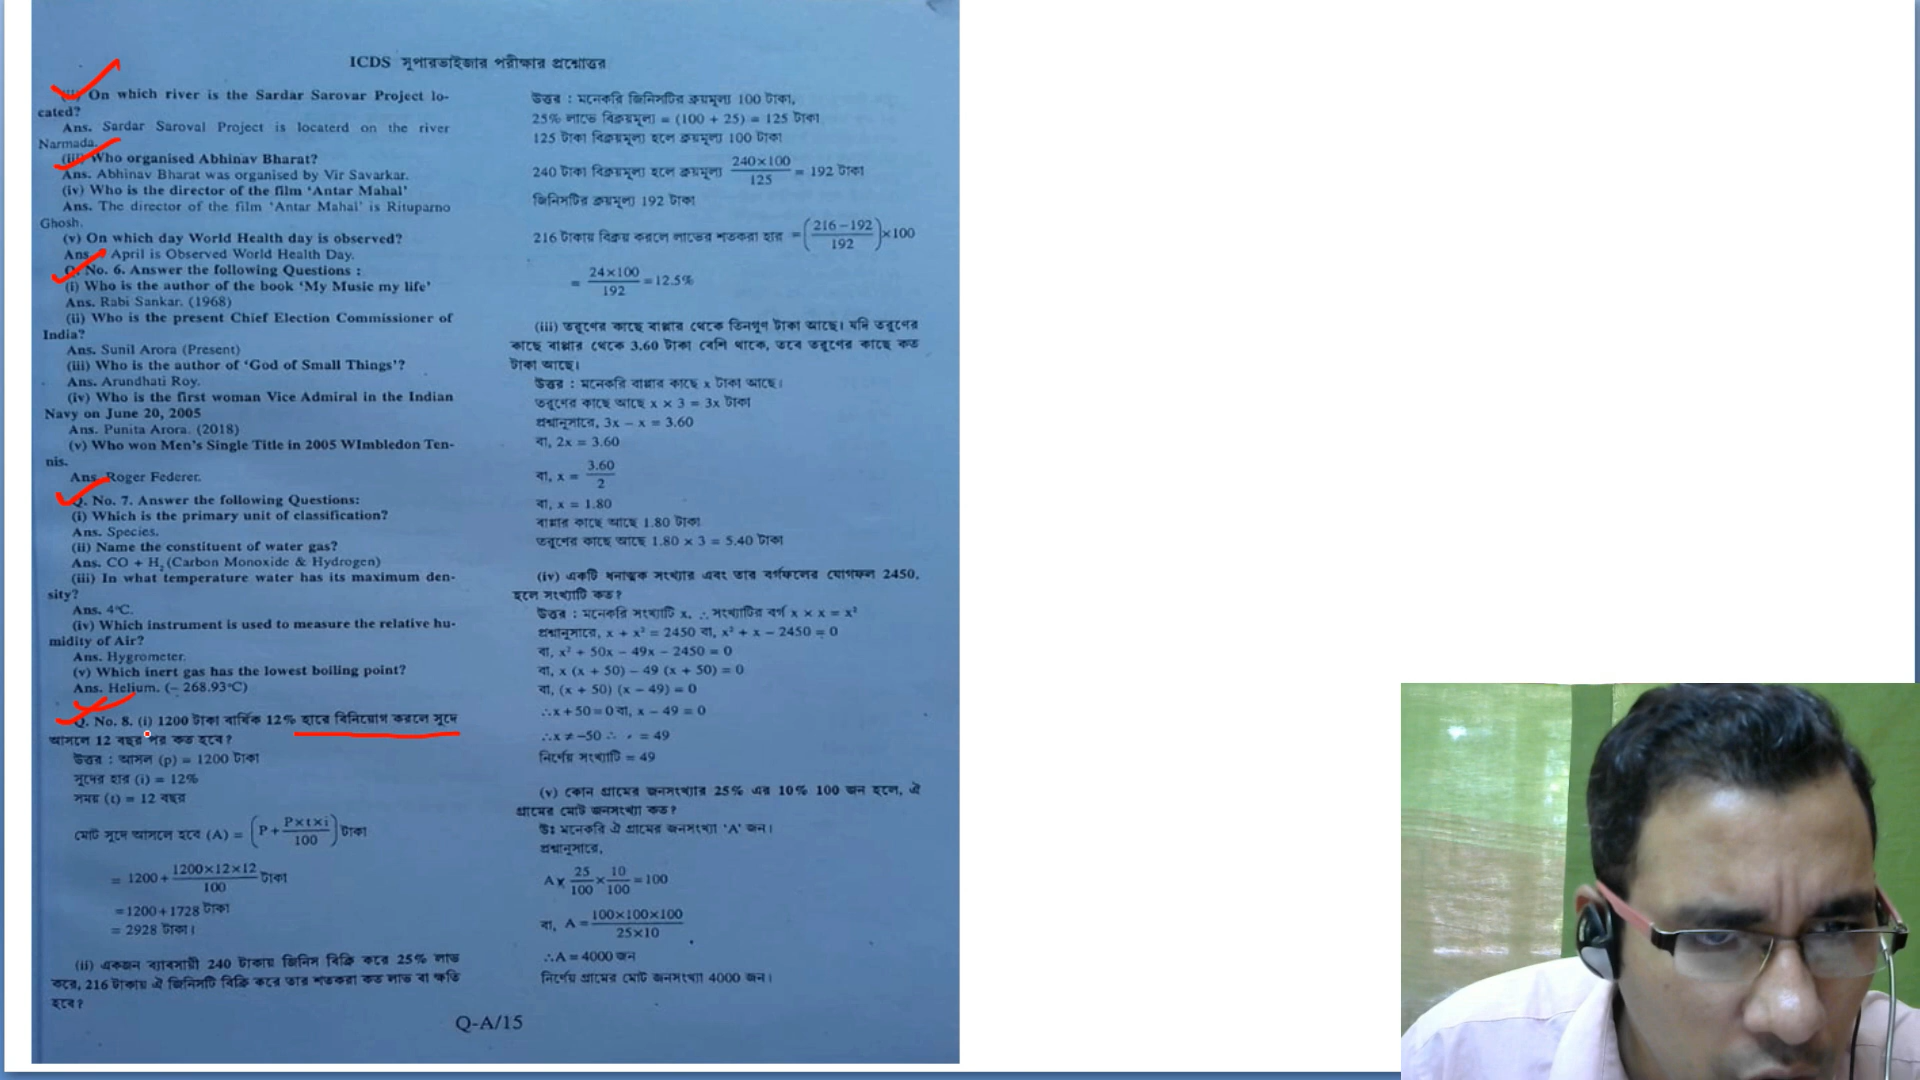 ICDS সুপারভাইজার পরীক্ষার প্রশ্নোত্তর
On which river is the Sardar Sarovar Project lo-
cated?
Ans. Sardar Saroval Project is locaterd on the river
Narmada.
(iii) Who organised Abhinav Bharat?
Ans. Abhinav Bharat was organised by Vir Savarkar.
(iv) Who is the director of the film ‘Antar Mahal’
Ans. The director of the film ‘Antar Mahal’ is Rituparno
Ghosh.
(v) On which day World Health day is observed?
Ans. April is Observed World Health Day.
Q. No. 6. Answer the following Questions :
(i) Who is the author of the book ‘My Music my life’
Ans. Rabi Sankar. (1968)
(ii) Who is the present Chief Election Commissioner of
India?
Ans. Sunil Arora (Present)
(iii) Who is the author of ‘God of Small Things’?
Ans. Arundhati Roy.
(iv) Who is the first woman Vice Admiral in the Indian
Navy on June 20, 2005
Ans. Punita Arora. (2018)
(v) Who won Men’s Single Title in 2005 WImbledon Ten-
nis.
Ans. Roger Federer.
Q. No. 7. Answer the following Questions:
(i) Which is the primary unit of classification?
Ans. Species.
(ii) Name the constituent of water gas?
Ans. CO + H₂ (Carbon Monoxide & Hydrogen)
(iii) In what temperature water has its maximum den-
sity?
Ans. 4°C.
(iv) Which instrument is used to measure the relative hu-
midity of Air?
Ans. Hygrometer.
(v) Which inert gas has the lowest boiling point?
Ans. Helium. (– 268.93°C)
Q. No. 8. (i) 1200 টাকা বার্ষিক 12% হারে বিনিয়োগ করলে সুদে
আসলে 12 বছর পর কত হবে?
উত্তর : আসল (p) = 1200 টাকা
সুদের হার (i) = 12%
সময় (t) = 12 বছর
মোট সুদে আসলে হবে (A) = (P + P×t×i/100) টাকা
= 1200 + 1200×12×12/100 টাকা
= 1200 + 1728 টাকা
= 2928 টাকা।
(ii) একজন ব্যাবসায়ী 240 টাকায় জিনিস বিক্রি করে 25% লাভ
করে, 216 টাকায় ঐ জিনিসটি বিক্রি করে তার শতকরা কত লাভ বা ক্ষতি
হবে?
উত্তর : মনেকরি জিনিসটির ক্রয়মূল্য 100 টাকা,
25% লাভে বিক্রয়মূল্য = (100 + 25) = 125 টাকা
125 টাকা বিক্রয়মূল্য হলে ক্রয়মূল্য 100 টাকা
240 টাকা বিক্রয়মূল্য হলে ক্রয়মূল্য 240×100/125 = 192 টাকা
জিনিসটির ক্রয়মূল্য 192 টাকা
216 টাকায় বিক্রয় করলে লাভের শতকরা হার = (216 – 192/192) × 100
= 24×100/192 = 12.5%
(iii) তরুণের কাছে বাপ্পার থেকে তিনগুণ টাকা আছে। যদি তরুণের
কাছে বাপ্পার থেকে 3.60 টাকা বেশি থাকে, তবে তরুণের কাছে কত
টাকা আছে।
উত্তর : মনেকরি বাপ্পার কাছে x টাকা আছে।
তরুণের কাছে আছে x × 3 = 3x টাকা
প্রশ্নানুসারে, 3x – x = 3.60
বা, 2x = 3.60
বা, x = 3.60/2
বা, x = 1.80
বাপ্পার কাছে আছে 1.80 টাকা
তরুণের কাছে আছে 1.80 × 3 = 5.40 টাকা
(iv) একটি ধনাত্মক সংখ্যার এবং তার বর্গফলের যোগফল 2450,
হলে সংখ্যাটি কত?
উত্তর : মনেকরি সংখ্যাটি x, ∴ সংখ্যাটির বর্গ x × x = x²
প্রশ্নানুসারে, x + x² = 2450 বা, x² + x – 2450 = 0
বা, x² + 50x – 49x – 2450 = 0
বা, x (x + 50) – 49 (x + 50) = 0
বা, (x + 50) (x – 49) = 0
∴ x + 50 = 0 বা, x – 49 = 0
∴ x ≠ –50 ∴ = 49
নির্ণেয় সংখ্যাটি = 49
(v) কোন গ্রামের জনসংখ্যার 25% এর 10% 100 জন হলে, ঐ
গ্রামের মোট জনসংখ্যা কত?
উঃ মনেকরি ঐ গ্রামের জনসংখ্যা ‘A’ জন।
প্রশ্নানুসারে,
A × 25/100 × 10/100 = 100
বা, A = 100×100×100/25×10
∴ A = 4000 জন
নির্ণেয় গ্রামের মোট জনসংখ্যা 4000 জন।
Q-A/15